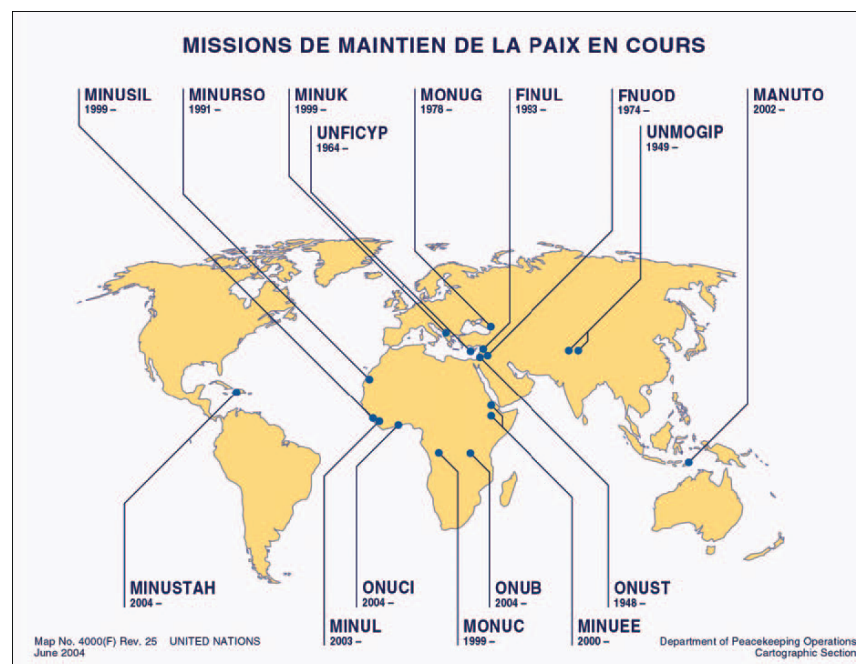 MISSIONS DE MAINTIEN DE LA PAIX EN COURS
MINUSIL
1999 –
MINURSO
1991 –
MINUK
1999 –
MONUG
1978 –
FINUL
1993 –
FNUOD
1974 –
MANUTO
2002 –
UNFICYP
1964 –
UNMOGIP
1949 –
MINUSTAH
2004 –
ONUCI
2004 –
ONUB
2004 –
ONUST
1948 –
MINUL
2003 –
MONUC
1999 –
MINUEE
2000 –
Map No. 4000(F) Rev. 25 UNITED NATIONS
June 2004
Department of Peacekeeping Operations
Cartographic Section